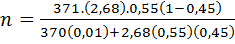 n = 371.(2,68).0,55(1−0,45) / 370(0,01)+2,68(0,55)(0,45)